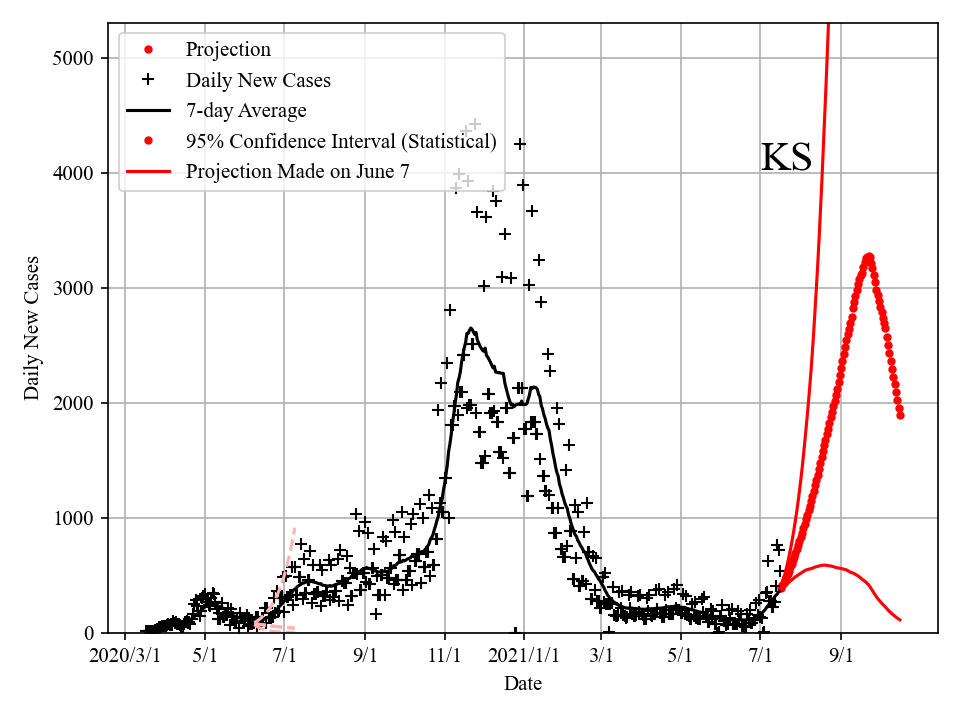 Projection
Daily New Cases
7-day Average
95% Confidence Interval (Statistical)
Projection Made on June 7
KS
5000
4000
3000
2000
1000
0
Daily New Cases
2020/3/1 5/1 7/1 9/1 11/1 2021/1/1 3/1 5/1 7/1 9/1
Date